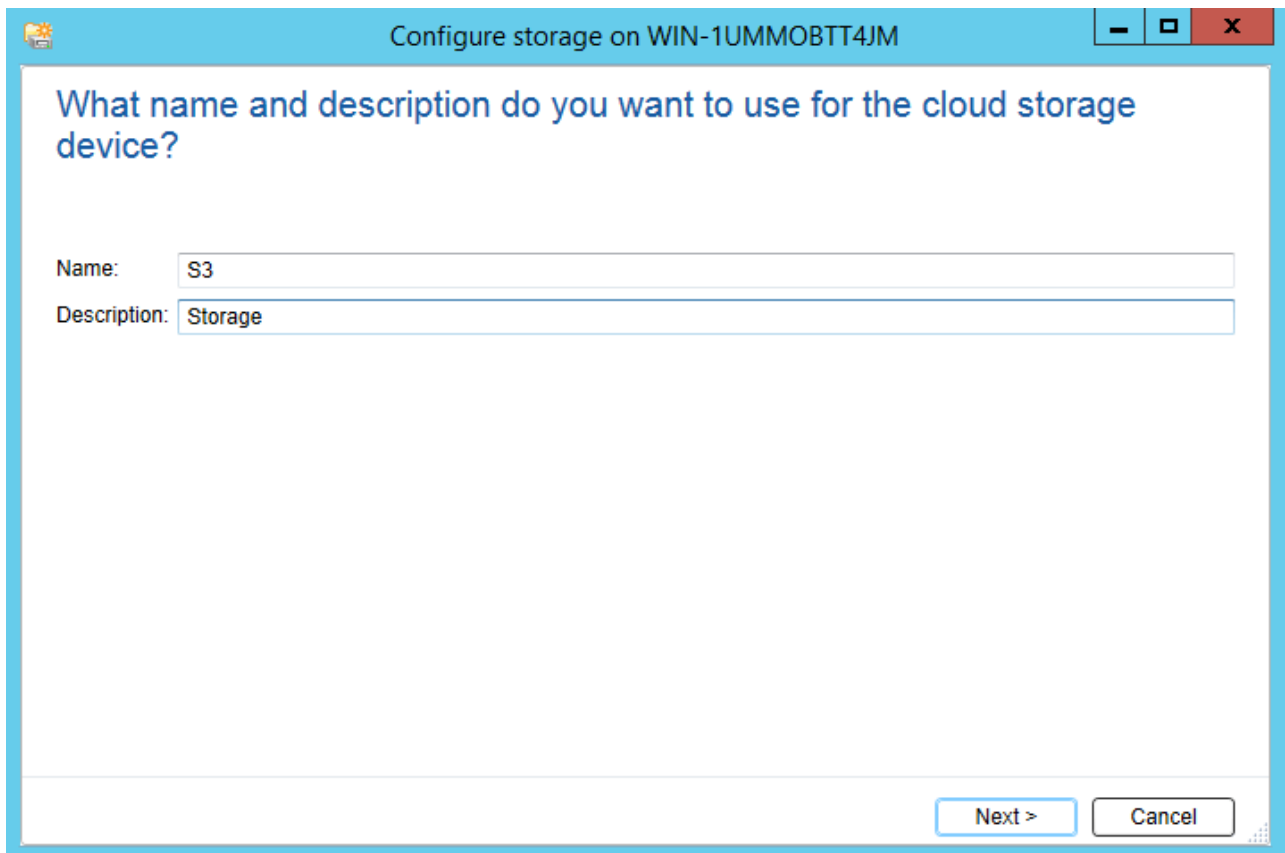 Configure storage on WIN-1UMMOBTT4JM
What name and description do you want to use for the cloud storage
device?
Name: S3
Description: Storage
Next > Cancel